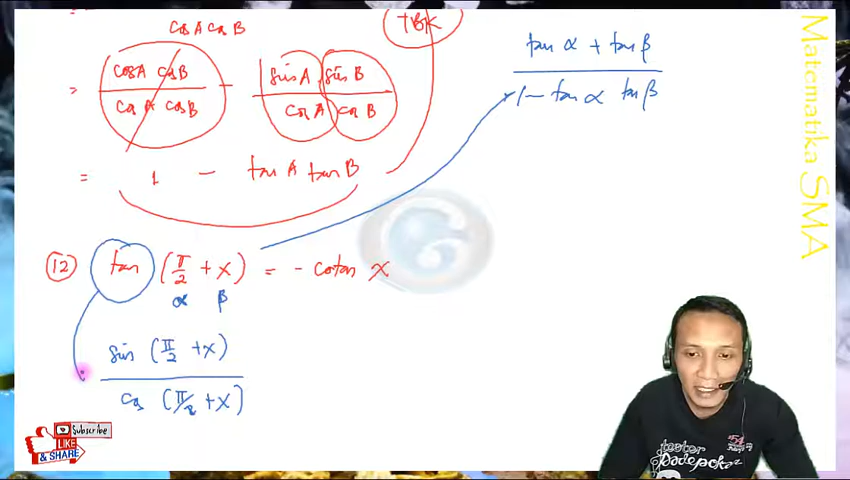 cos A cos B
TBK
= cos A cos B / cos A cos B - sin A sin B / cos A cos B
= 1 - tan A tan B
tan α + tan β / 1 - tan α tan β
12 tan (π/2 + x) = - cotan x
α β
sin (π/2 + x) / cos (π/2 + x)
Matematika SMA
Subscribe
LIKE
& SHARE